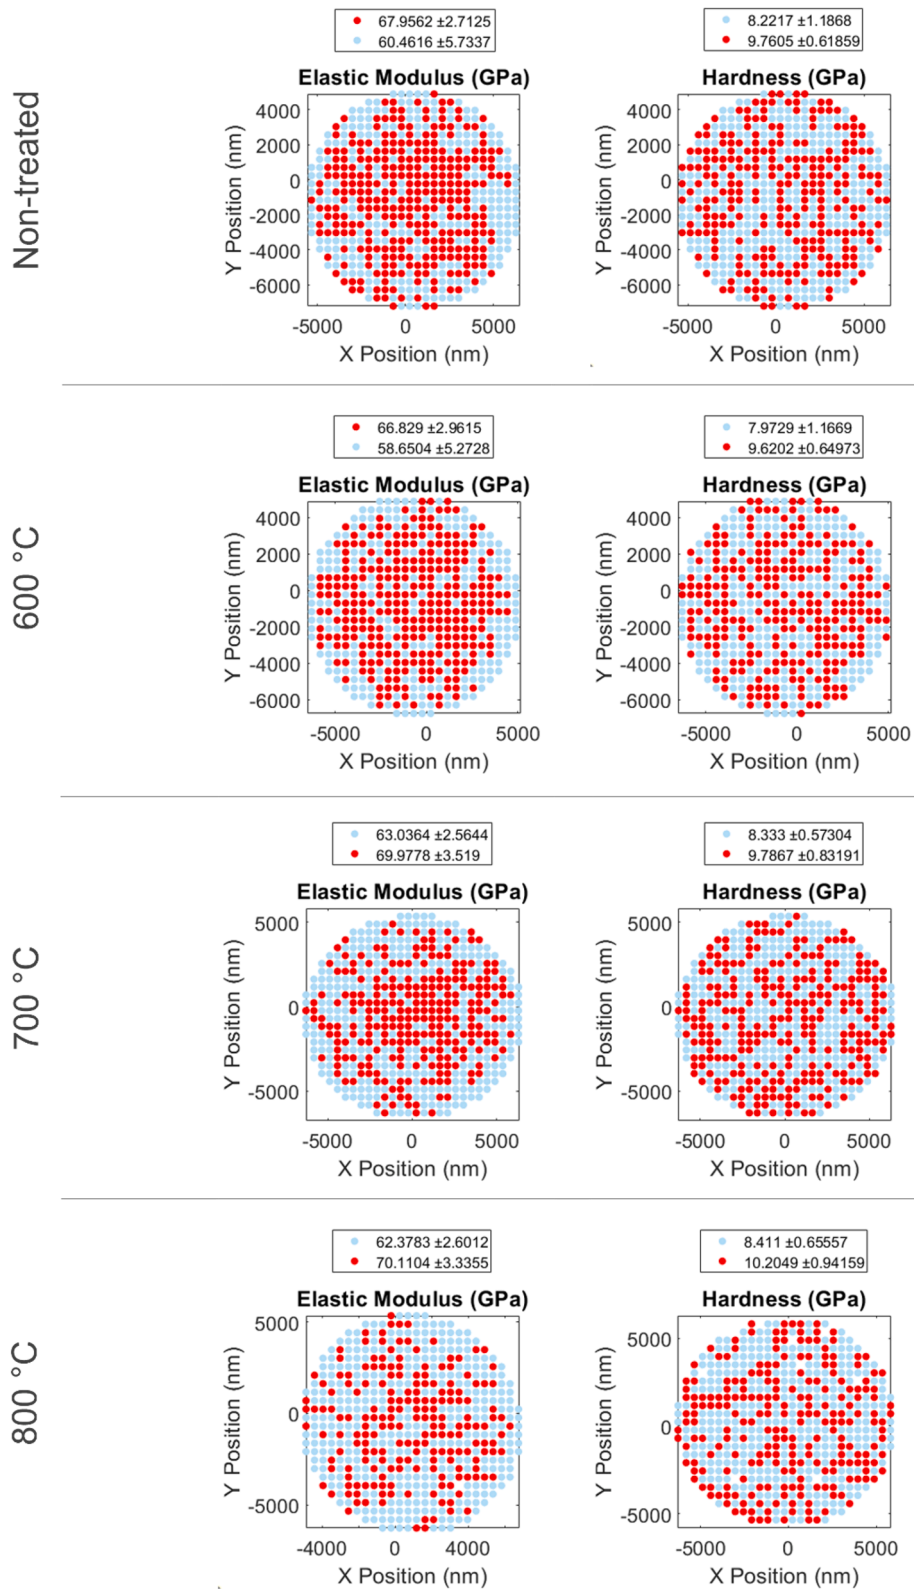 Non-treated
67.9562 ±2.7125
60.4616 ±5.7337
Elastic Modulus (GPa)
4000
2000
0
-2000
-4000
-6000
Y Position (nm)
-5000 0 5000
X Position (nm)
8.2217 ±1.1868
9.7605 ±0.61859
Hardness (GPa)
4000
2000
0
-2000
-4000
-6000
Y Position (nm)
-5000 0 5000
X Position (nm)
600 °C
66.829 ±2.9615
58.6504 ±5.2728
Elastic Modulus (GPa)
4000
2000
0
-2000
-4000
-6000
Y Position (nm)
-5000 0 5000
X Position (nm)
7.9729 ±1.1669
9.6202 ±0.64973
Hardness (GPa)
4000
2000
0
-2000
-4000
-6000
Y Position (nm)
-5000 0 5000
X Position (nm)
700 °C
63.0364 ±2.5644
69.9778 ±3.519
Elastic Modulus (GPa)
5000
0
-5000
Y Position (nm)
-5000 0 5000
X Position (nm)
8.333 ±0.57304
9.7867 ±0.83191
Hardness (GPa)
5000
0
-5000
Y Position (nm)
-5000 0 5000
X Position (nm)
800 °C
62.3783 ±2.6012
70.1104 ±3.3355
Elastic Modulus (GPa)
5000
0
-5000
Y Position (nm)
-4000 0 4000
X Position (nm)
8.411 ±0.65557
10.2049 ±0.94159
Hardness (GPa)
5000
0
-5000
Y Position (nm)
-5000 0 5000
X Position (nm)